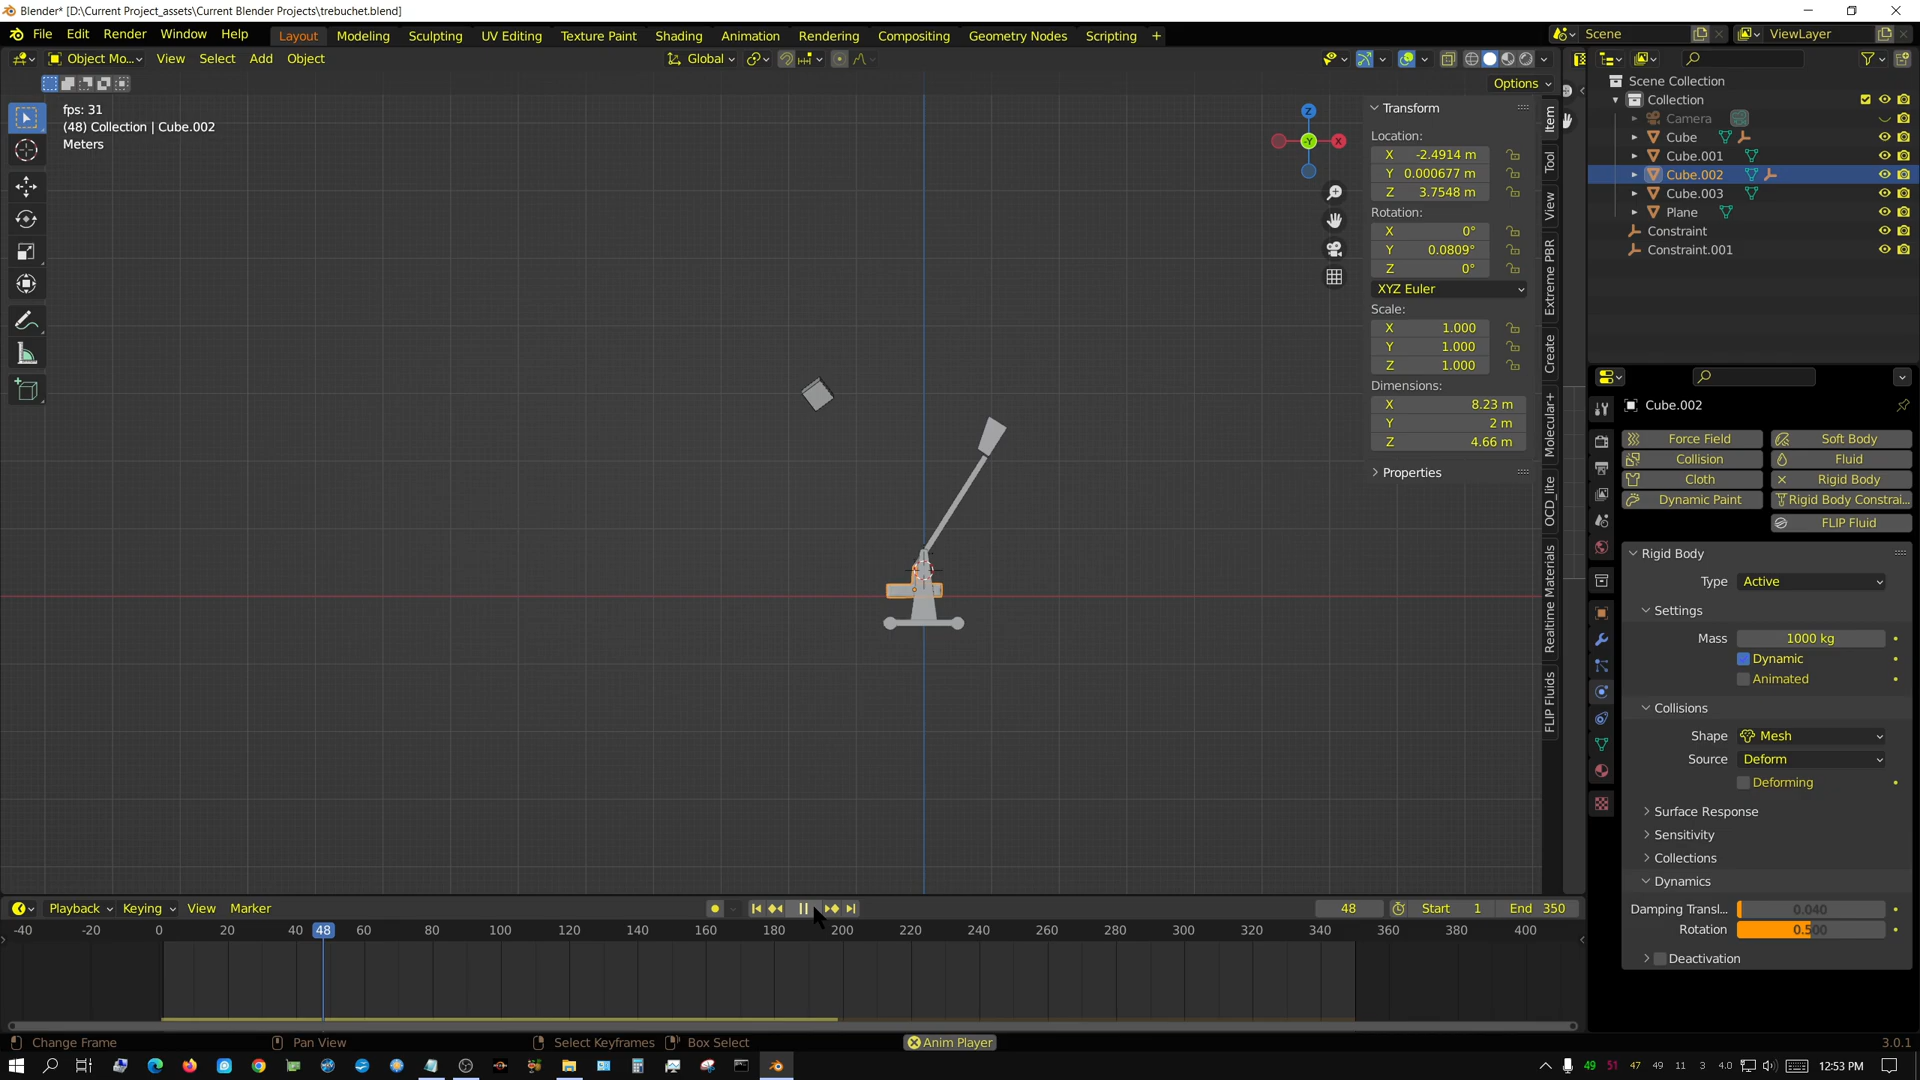 Blender* [D:\Current Project_assets\Current Blender Projects\trebuchet.blend]
File Edit Render Window Help Layout Modeling Sculpting UV Editing Texture Paint Shading Animation Rendering Compositing Geometry Nodes Scripting + Scene ViewLayer
Object Mo... View Select Add Object Global
Options
fps: 31
(48) Collection | Cube.002
Meters
Z
-Y
X
Transform
Location:
X -2.4914 m
Y 0.000677 m
Z 3.7548 m
Rotation:
X 0°
Y 0.0809°
Z 0°
XYZ Euler
Scale:
X 1.000
Y 1.000
Z 1.000
Dimensions:
X 8.23 m
Y 2 m
Z 4.66 m
Properties
Item
Tool
View
Extreme PBR
Create
Molecular+
OCD_lite
Realtime Materials
FLIP Fluids
Scene Collection
Collection
Camera
Cube
Cube.001
Cube.002
Cube.003
Plane
Constraint
Constraint.001
Cube.002
Force Field Soft Body
Collision Fluid
Cloth Rigid Body
Dynamic Paint Rigid Body Constrai...
FLIP Fluid
Rigid Body
Type Active
Settings
Mass 1000 kg
Dynamic
Animated
Collisions
Shape Mesh
Source Deform
Deforming
Surface Response
Sensitivity
Collections
Dynamics
Damping Transl... 0.040
Rotation 0.500
Deactivation
Playback Keying View Marker 48 Start 1 End 350
-40 -20 0 20 40 48 60 80 100 120 140 160 180 200 220 240 260 280 300 320 340 360 380 400
Change Frame Pan View Select Keyframes Box Select Anim Player 3.0.1
49 51 47 49 11 3 4.0 12:53 PM